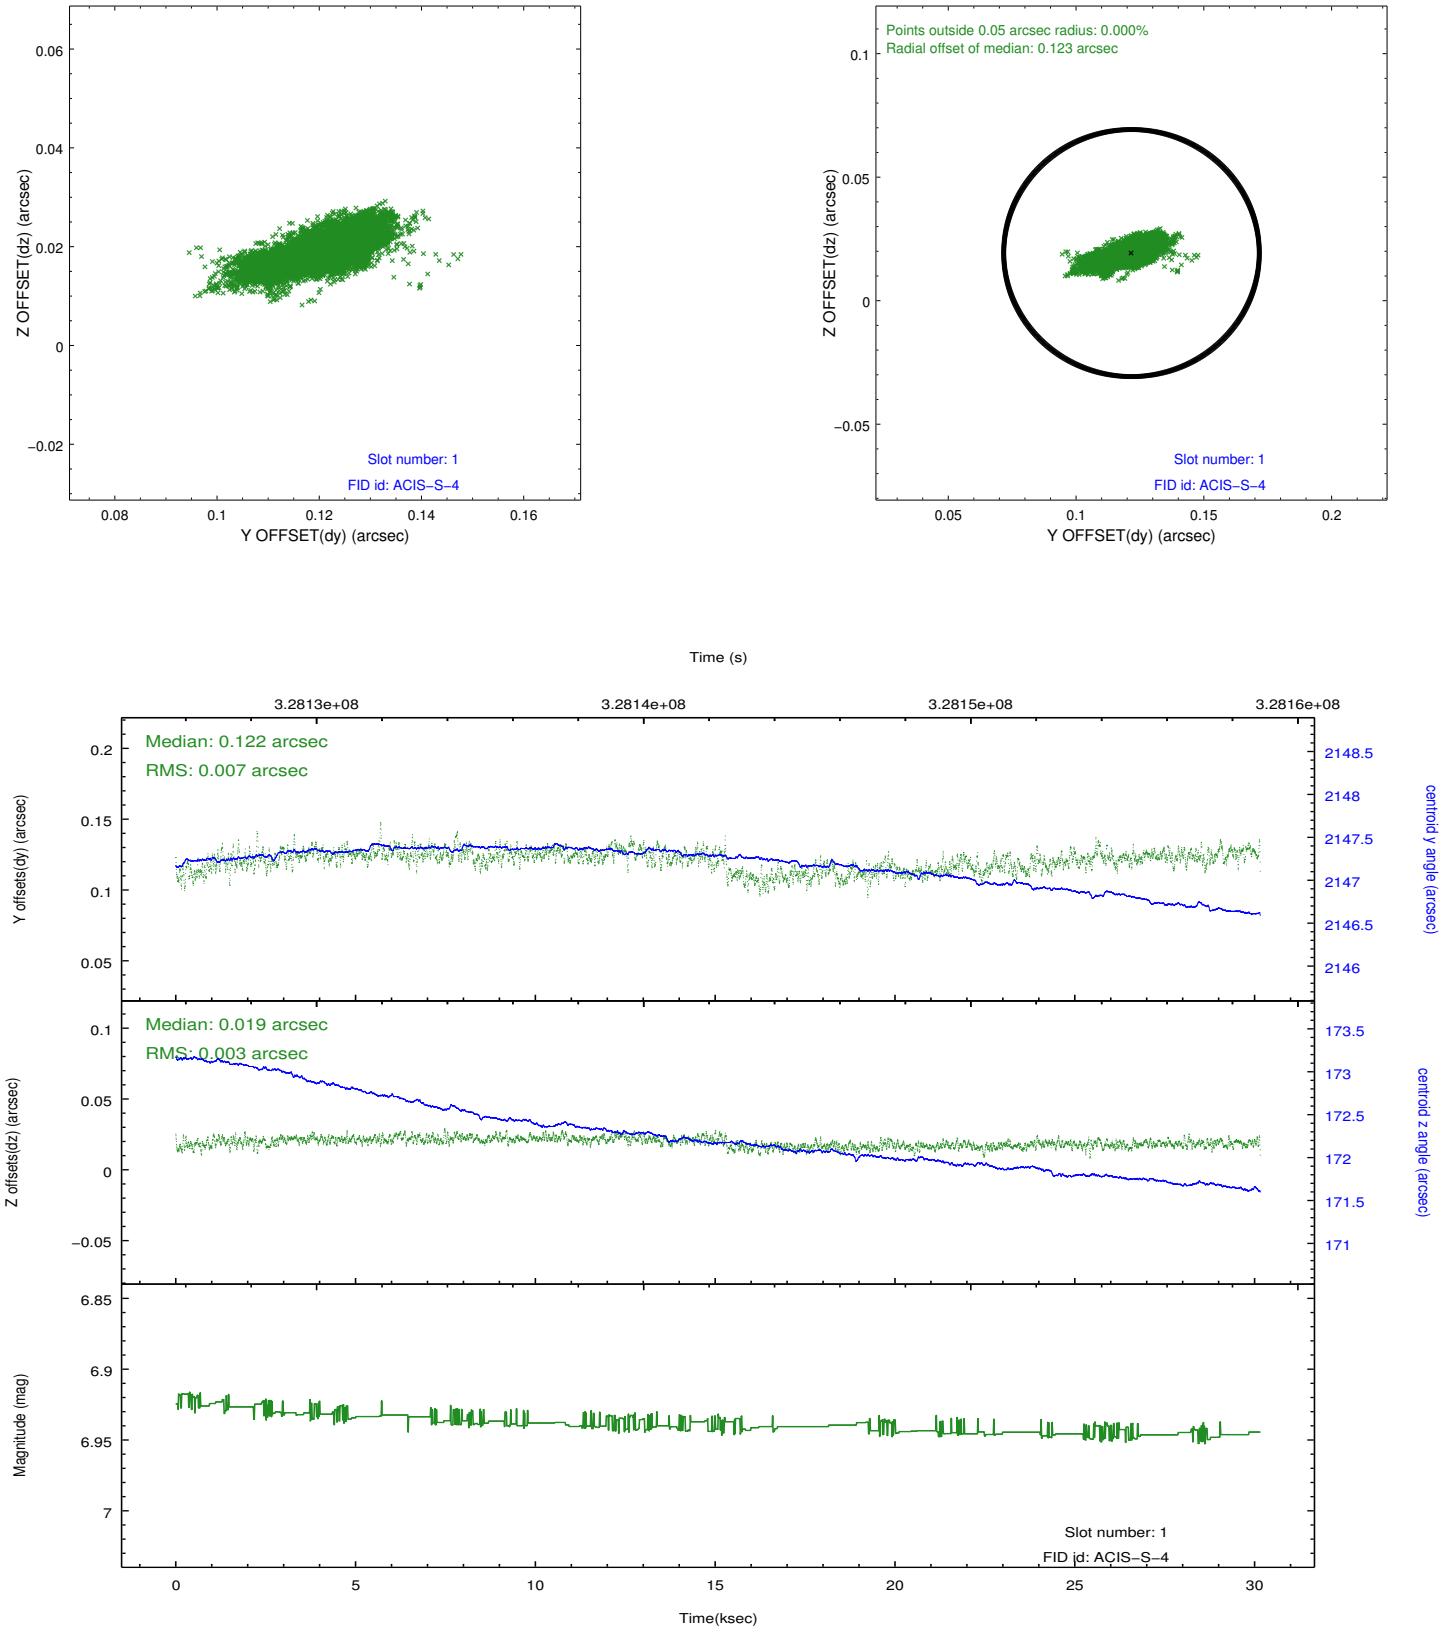 0.06
0.04
0.02
0
−0.02
Z OFFSET(dz) (arcsec)
Slot number: 1
FID id: ACIS−S−4
0.08
0.1
0.12
0.14
0.16
Y OFFSET(dy) (arcsec)
Points outside 0.05 arcsec radius: 0.000%
Radial offset of median: 0.123 arcsec
0.1
0.05
0
−0.05
Z OFFSET(dz) (arcsec)
Slot number: 1
FID id: ACIS−S−4
0.05
0.1
0.15
0.2
Y OFFSET(dy) (arcsec)
Time (s)
3.2813e+08
3.2814e+08
3.2815e+08
3.2816e+08
Median: 0.122 arcsec
RMS: 0.007 arcsec
0.2
0.15
0.1
0.05
Y offsets(dy) (arcsec)
2148.5
2148
2147.5
2147
2146.5
2146
centroid y angle (arcsec)
Median: 0.019 arcsec
RMS: 0.003 arcsec
0.1
0.05
0
−0.05
Z offsets(dz) (arcsec)
173.5
173
172.5
172
171.5
171
centroid z angle (arcsec)
6.85
6.9
6.95
7
Magnitude (mag)
Slot number: 1
FID id: ACIS−S−4
0
5
10
15
20
25
30
Time(ksec)